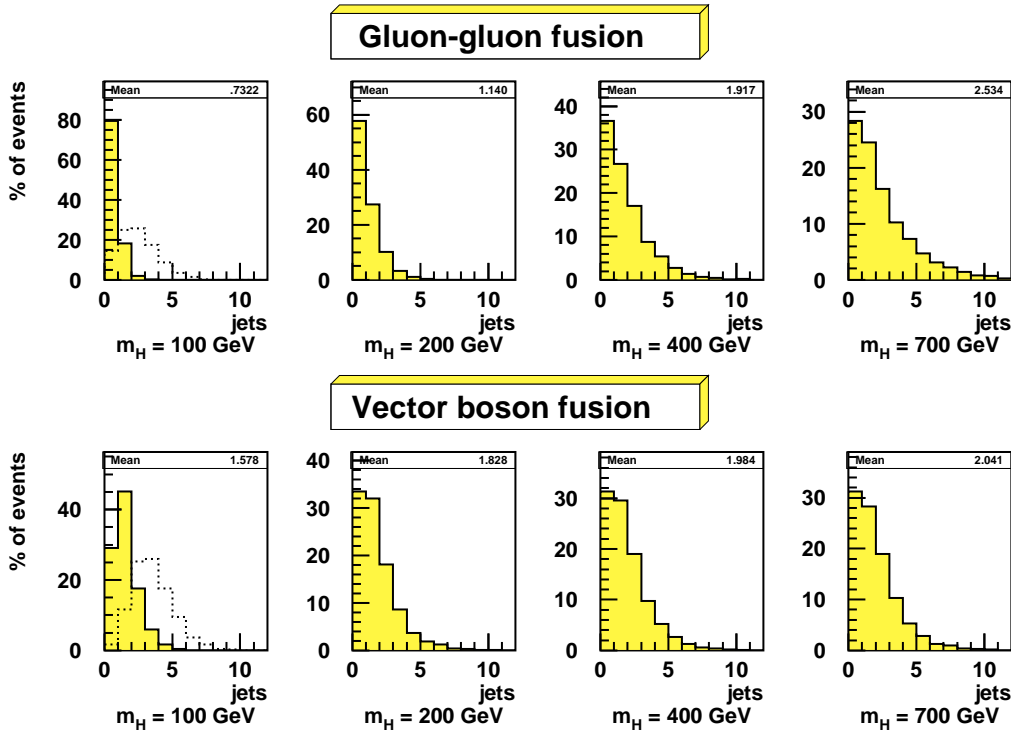 Gluon-gluon fusion
% of events
Mean .7322
80
60
40
20
0
0 5 10
jets
m_H = 100 GeV
Mean 1.140
60
40
20
0
0 5 10
jets
m_H = 200 GeV
Mean 1.917
40
30
20
10
0
0 5 10
jets
m_H = 400 GeV
Mean 2.534
30
20
10
0
0 5 10
jets
m_H = 700 GeV
Vector boson fusion
% of events
Mean 1.578
40
20
0
0 5 10
jets
m_H = 100 GeV
Mean 1.828
40
30
20
10
0
0 5 10
jets
m_H = 200 GeV
Mean 1.984
30
20
10
0
0 5 10
jets
m_H = 400 GeV
Mean 2.041
30
20
10
0
0 5 10
jets
m_H = 700 GeV